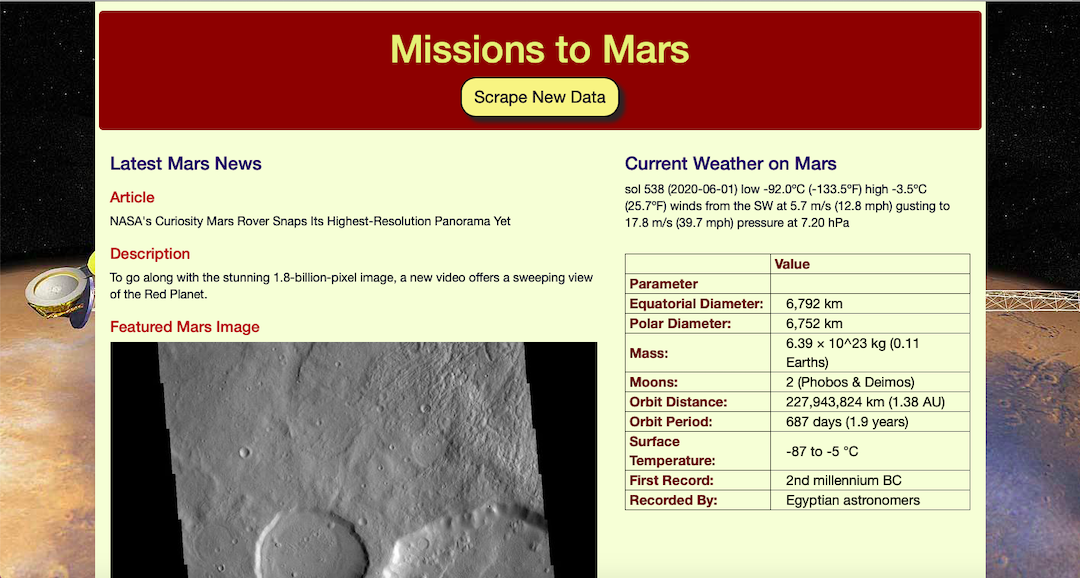 Missions to Mars
Scrape New Data
Latest Mars News
Article
NASA's Curiosity Mars Rover Snaps Its Highest-Resolution Panorama Yet
Description
To go along with the stunning 1.8-billion-pixel image, a new video offers a sweeping view
of the Red Planet.
Featured Mars Image
Current Weather on Mars
sol 538 (2020-06-01) low -92.0ºC (-133.5ºF) high -3.5ºC
(25.7ºF) winds from the SW at 5.7 m/s (12.8 mph) gusting to
17.8 m/s (39.7 mph) pressure at 7.20 hPa
Value
Parameter
Equatorial Diameter: 6,792 km
Polar Diameter: 6,752 km
Mass: 6.39 × 10^23 kg (0.11
Earths)
Moons: 2 (Phobos & Deimos)
Orbit Distance: 227,943,824 km (1.38 AU)
Orbit Period: 687 days (1.9 years)
Surface
Temperature: -87 to -5 °C
First Record: 2nd millennium BC
Recorded By: Egyptian astronomers